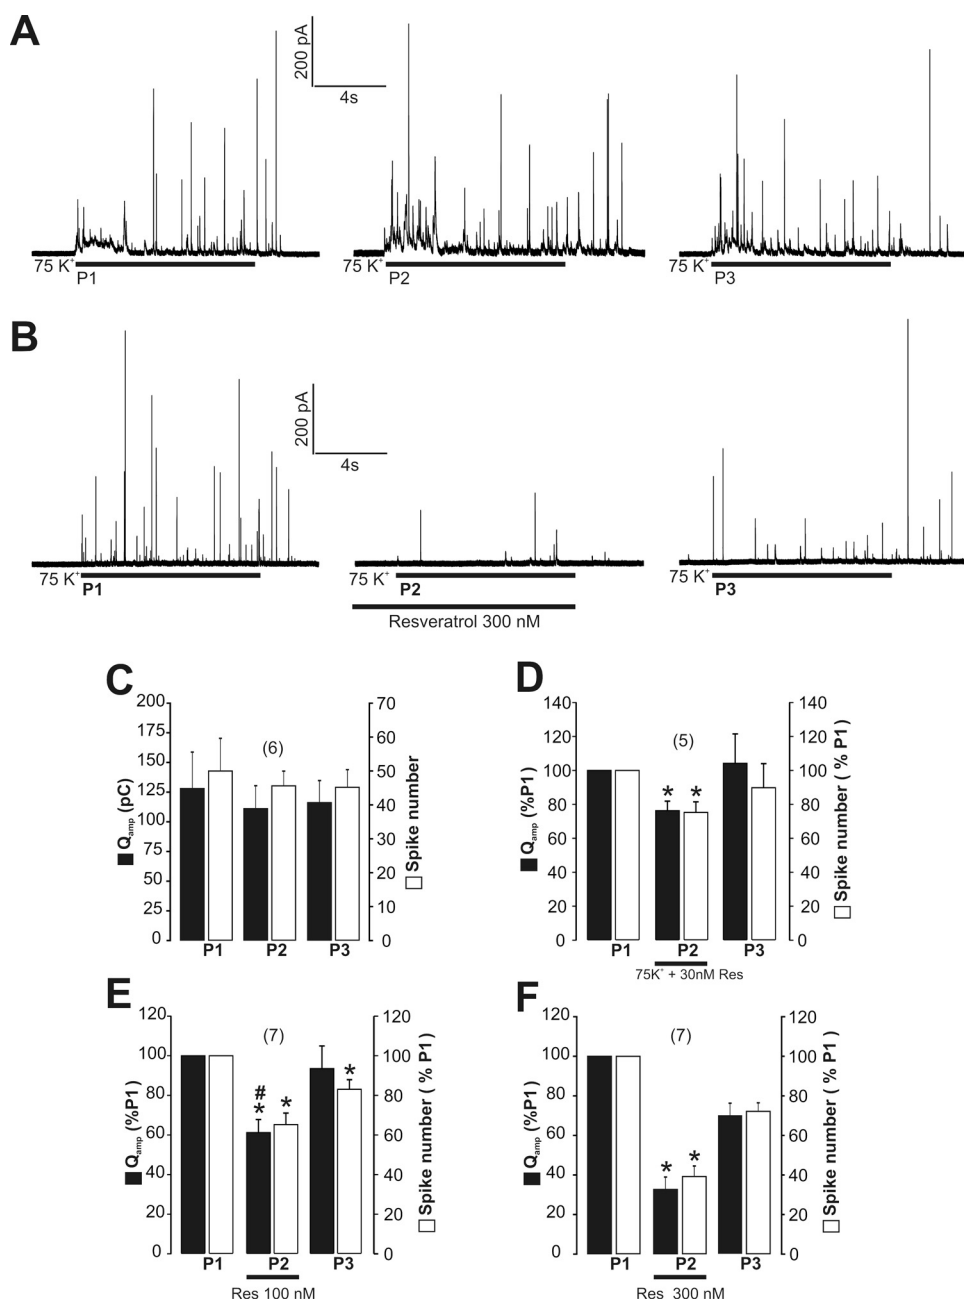 A
200 pA
4s
75 K⁺
P1
75 K⁺
P2
75 K⁺
P3
B
200 pA
4s
75 K⁺
P1
75 K⁺
P2
75 K⁺
P3
Resveratrol 300 nM
C
200
175
150
125
100
125
50
25
0
Qamp (pC)
70
60
50
40
30
20
10
0
Spike number
(6)
P1
P2
P3
D
140
120
100
80
60
40
20
0
Qamp (%P1)
140
120
100
80
60
40
20
0
Spike number ( % P1)
(5)
* *
P1
P2
P3
75K⁺ + 30nM Res
E
120
100
80
60
40
20
0
Qamp (%P1)
120
100
80
60
40
20
0
Spike number ( % P1)
(7)
#
* *
*
P1
P2
P3
Res 100 nM
F
120
100
80
60
40
20
0
Qamp (%P1)
120
100
80
60
40
20
0
Spike number ( % P1)
(7)
* *
P1
P2
P3
Res 300 nM